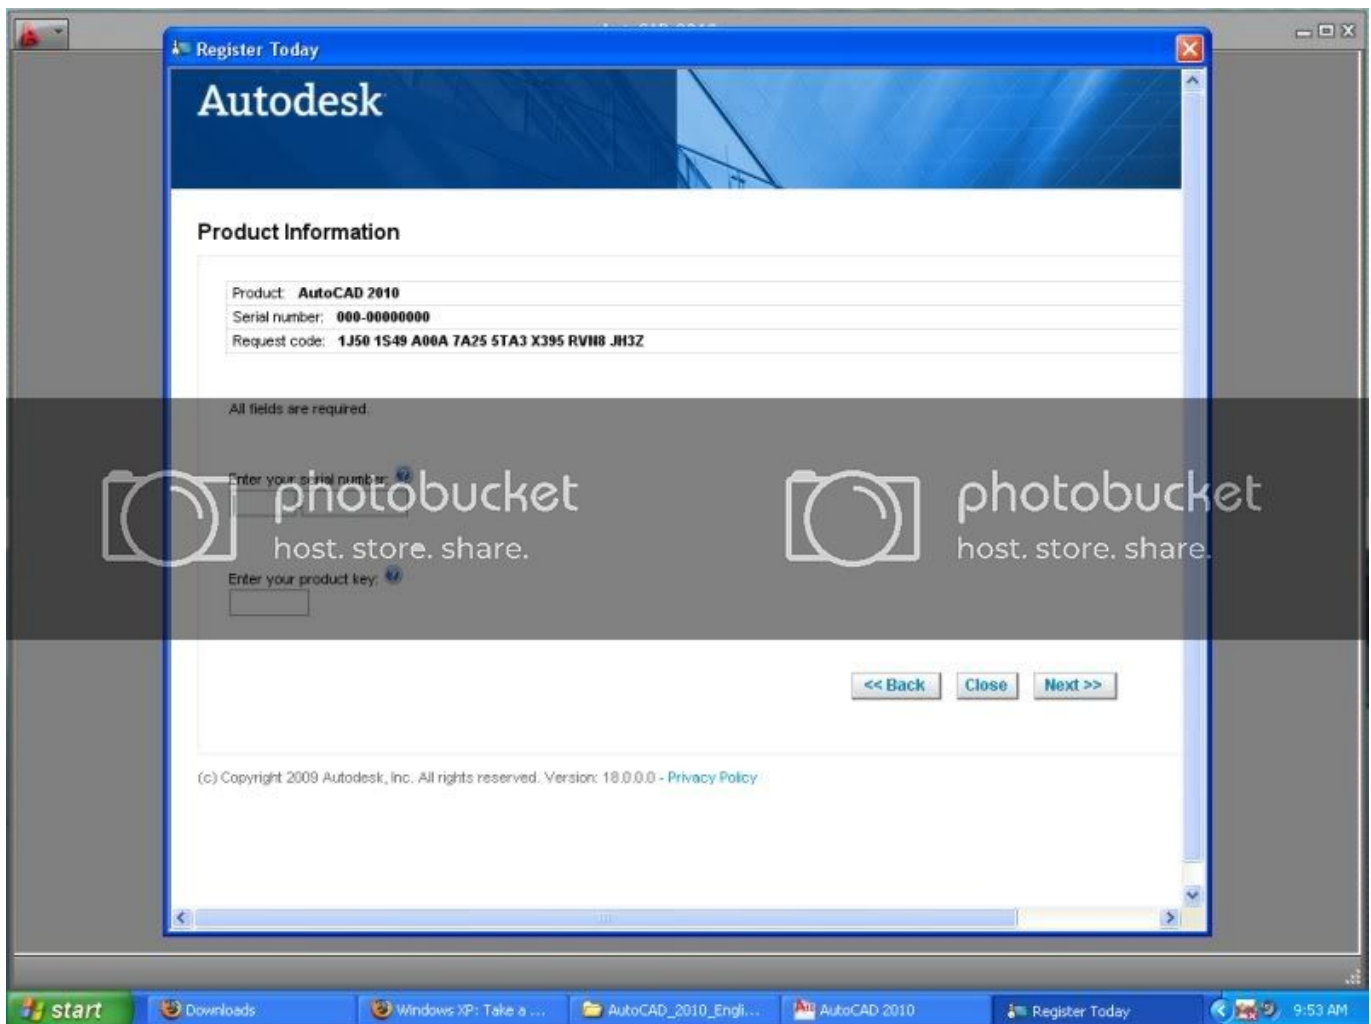 Register Today
Autodesk
Product Information
Product: AutoCAD 2010
Serial number: 000-00000000
Request code: 1J50 1S49 A00A 7A25 5TA3 X395 RVN8 JH3Z
All fields are required.
Enter your serial number:
photobucket photobucket
host. store. share. host. store. share.
Enter your product key:
<< Back Close Next >>
(c) Copyright 2009 Autodesk, Inc. All rights reserved. Version: 18.0.0.0 - Privacy Policy
start Downloads Windows XP: Take a ... AutoCAD_2010_Engli... AutoCAD 2010 Register Today 9:53 AM